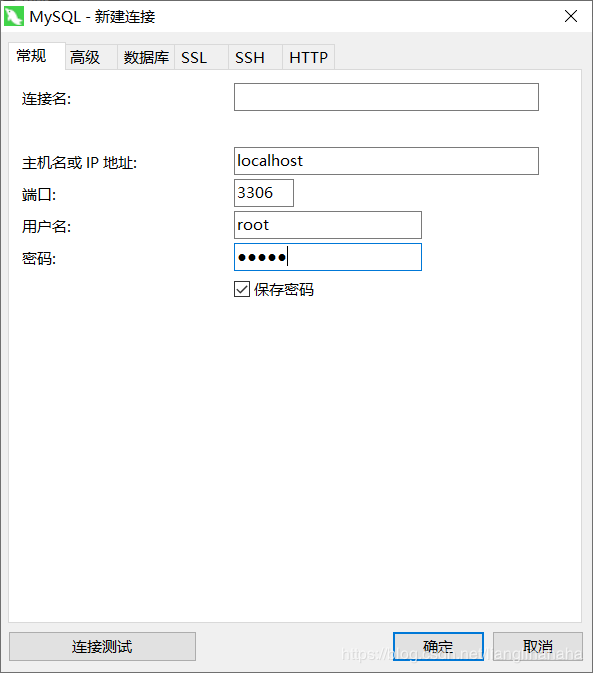 MySQL - 新建连接
常规 高级 数据库 SSL SSH HTTP
连接名:
主机名或 IP 地址: localhost
端口: 3306
用户名: root
密码: ●●●●●
保存密码
连接测试 确定 取消